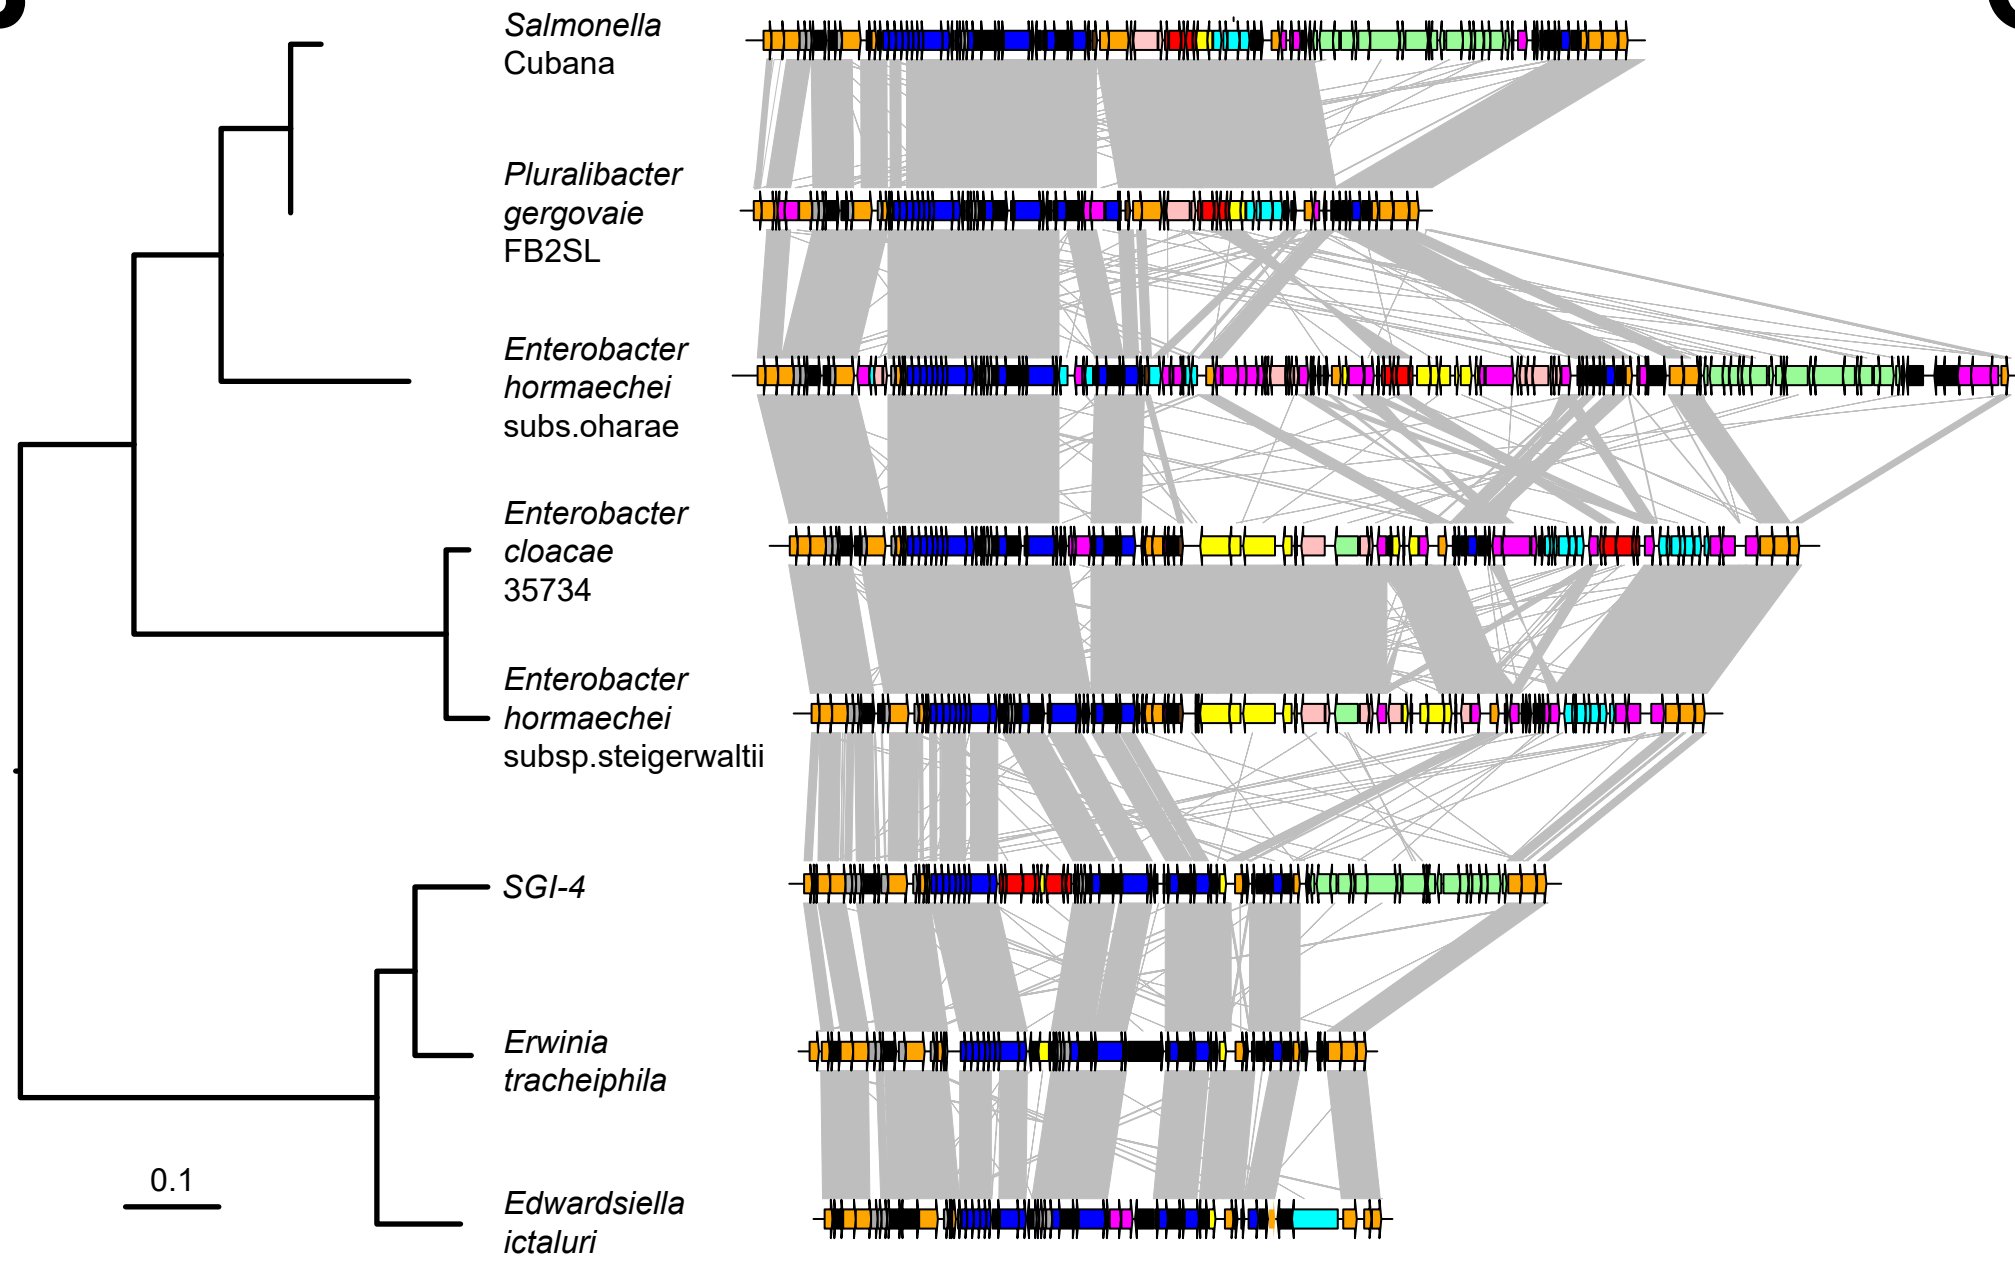 Salmonella
Cubana
Pluralibacter
gergovaie
FB2SL
Enterobacter
hormaechei
subs.oharae
Enterobacter
cloacae
35734
Enterobacter
hormaechei
subsp.steigerwaltii
SGI-4
Erwinia
tracheiphila
0.1
Edwardsiella
ictaluri